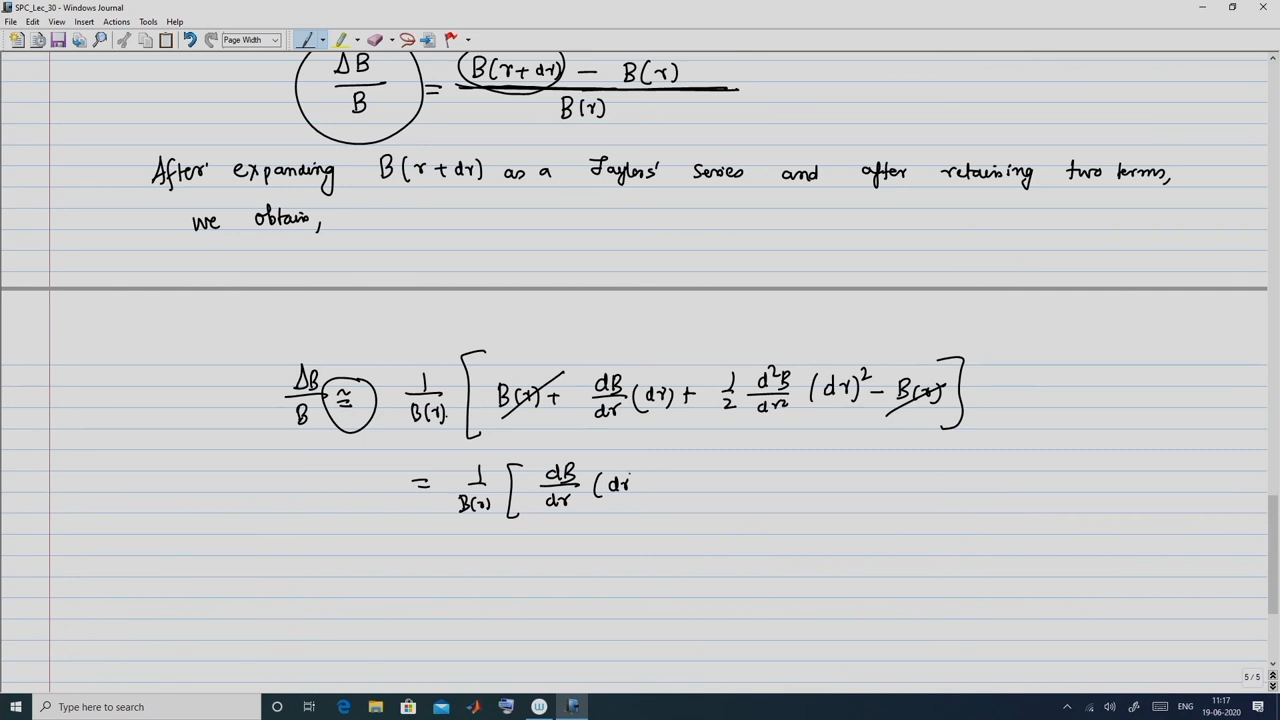 SPC_Lec_30 - Windows Journal
File Edit View Insert Actions Tools Help
Page Width
ΔB/B = (B(r+dr) - B(r))/B(r)
After expanding B(r+dr) as a Taylors' series and after retaining two terms,
we obtain,
ΔB/B ≅ 1/B(r) [B(r) + dB/dr (dr) + 1/2 d²B/dr² (dr)² - B(r)]
= 1/B(r) [dB/dr (dr
5 / 5
Type here to search
ENG
11:17
19-06-2020